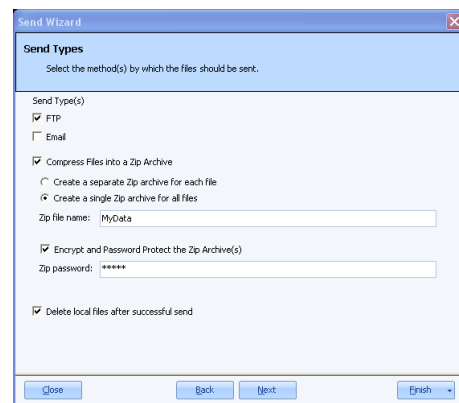 Send Wizard
Send Types
Select the method(s) by which the files should be sent.
Send Type(s)
FTP
Email
Compress Files into a Zip Archive
Create a separate Zip archive for each file
Create a single Zip archive for all files
Zip file name: MyData
Encrypt and Password Protect the Zip Archive(s)
Zip password: *****
Delete local files after successful send
Close Back Next Finish